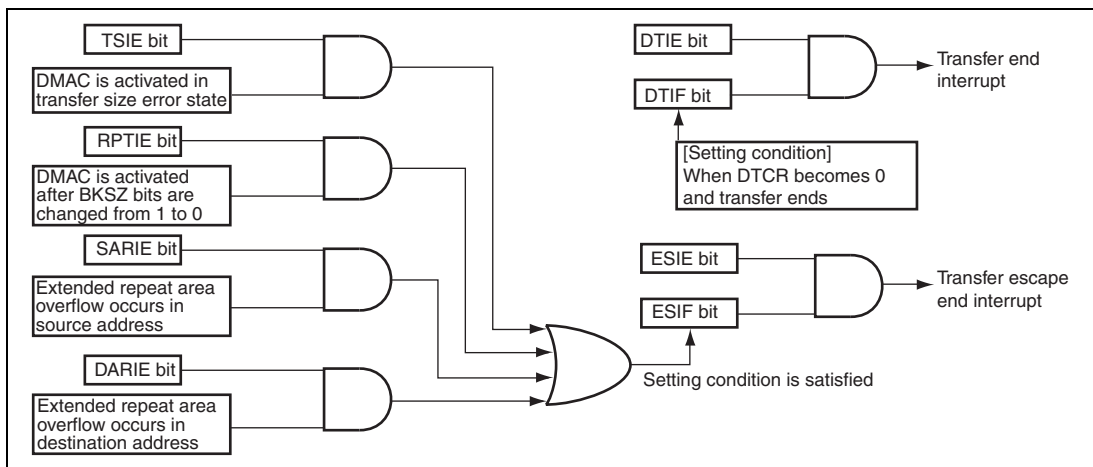 TSIE bit
DMAC is activated in
transfer size error state
RPTIE bit
DMAC is activated
after BKSZ bits are
changed from 1 to 0
SARIE bit
Extended repeat area
overflow occurs in
source address
DARIE bit
Extended repeat area
overflow occurs in
destination address
DTIE bit
DTIF bit
[Setting condition]
When DTCR becomes 0
and transfer ends
Transfer end
interrupt
ESIE bit
ESIF bit
Setting condition is satisfied
Transfer escape
end interrupt